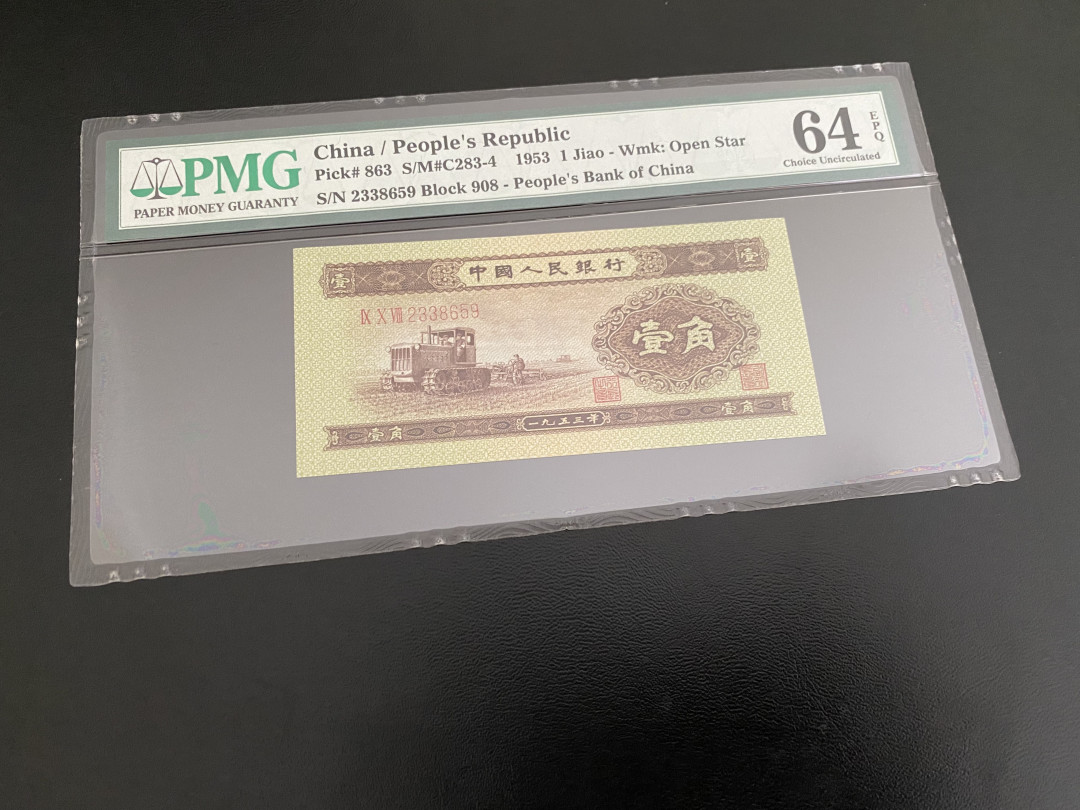 PMG
PAPER MONEY GUARANTY
China / People's Republic
Pick# 863 S/M#C283-4 1953 1 Jiao - Wmk: Open Star
S/N 2338659 Block 908 - People's Bank of China
64 EPQ
Choice Uncirculated
壹 中國人民銀行 壹
ⅨⅩⅧ 2338659
壹角
壹角 一九五三年 壹角